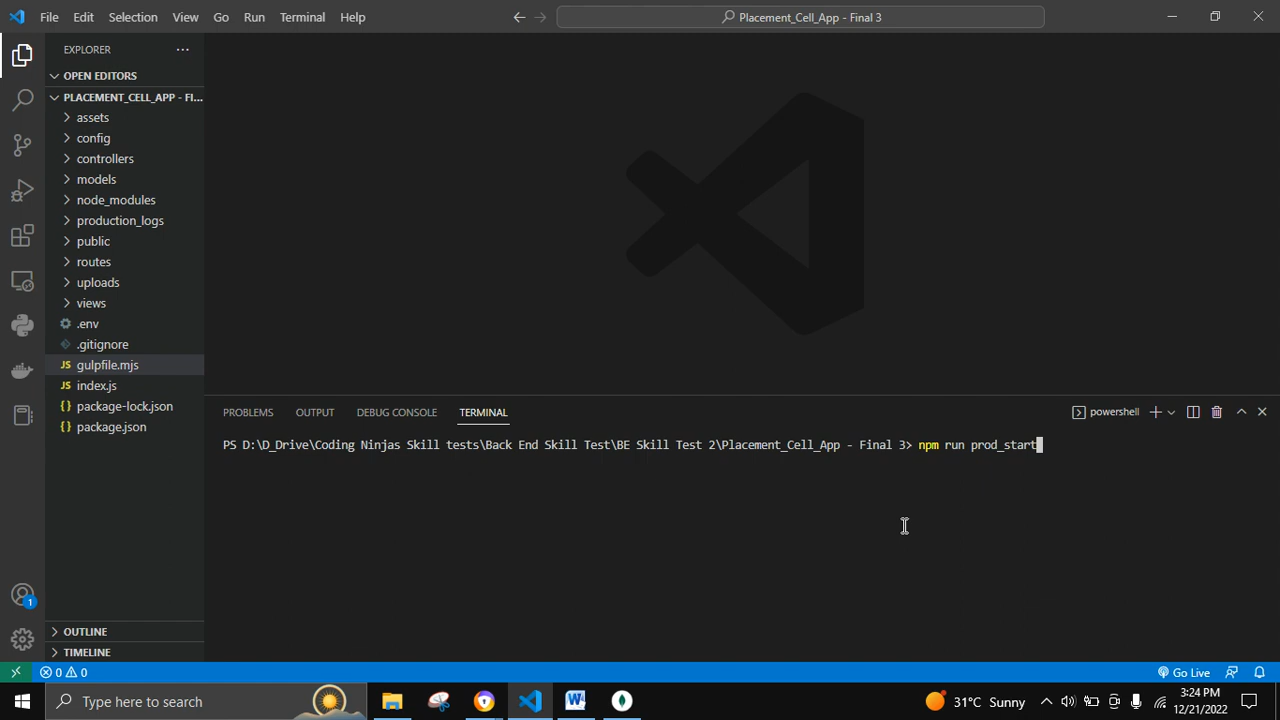 File Edit Selection View Go Run Terminal Help
Placement_Cell_App - Final 3
EXPLORER
OPEN EDITORS
PLACEMENT_CELL_APP - FI...
assets
config
controllers
models
node_modules
production_logs
public
routes
uploads
views
.env
.gitignore
JS gulpfile.mjs
JS index.js
{} package-lock.json
{} package.json
OUTLINE
TIMELINE
PROBLEMS OUTPUT DEBUG CONSOLE TERMINAL
powershell
PS D:\D_Drive\Coding Ninjas Skill tests\Back End Skill Test\BE Skill Test 2\Placement_Cell_App - Final 3> npm run prod_start
1
0 0
Go Live
Type here to search
31°C Sunny
3:24 PM
12/21/2022